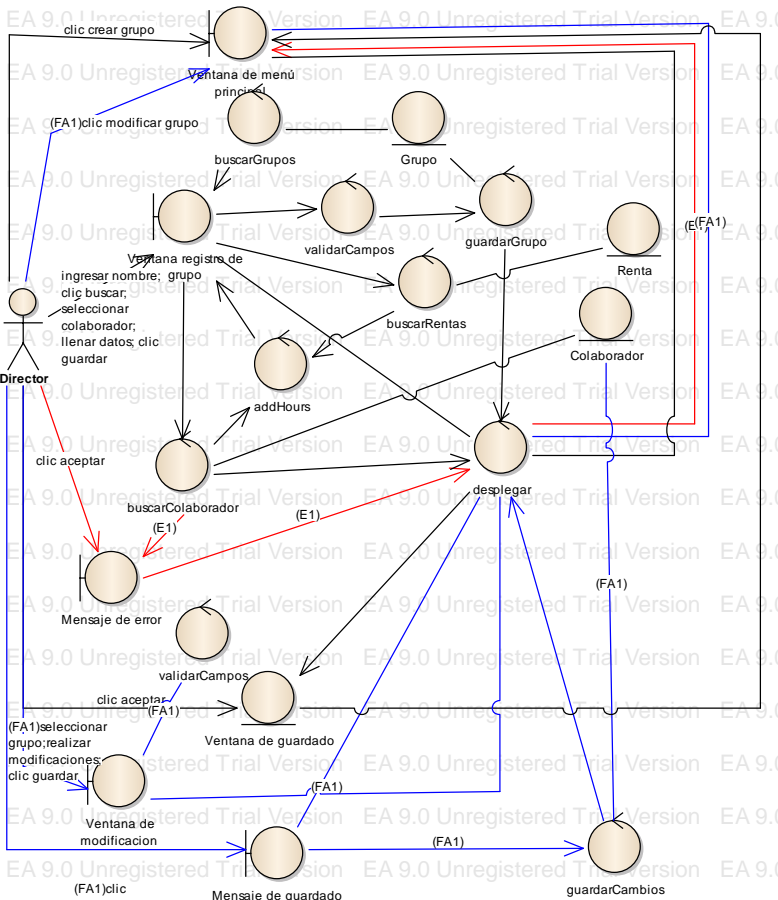 EA 9.0 Unregistered Trial Version
clic crear grupo
Ventana de menú
principal
(FA1)clic modificar grupo
buscarGrupos
Grupo
validarCampos
guardarGrupo
(FA1)
Renta
Ventana registro de
grupo
ingresar nombre;
clic buscar;
seleccionar
colaborador;
llenar datos; clic
guardar
buscarRentas
Colaborador
Director
addHours
clic aceptar
desplegar
buscarColaborador
(E1)
(E1)
(FA1)
Mensaje de error
validarCampos
clic aceptar
(FA1)
(FA1)seleccionar
grupo;realizar
modificaciones;
clic guardar
Ventana de guardado
(FA1)
Ventana de
modificacion
(FA1)
(FA1)clic
Mensaje de guardado
guardarCambios